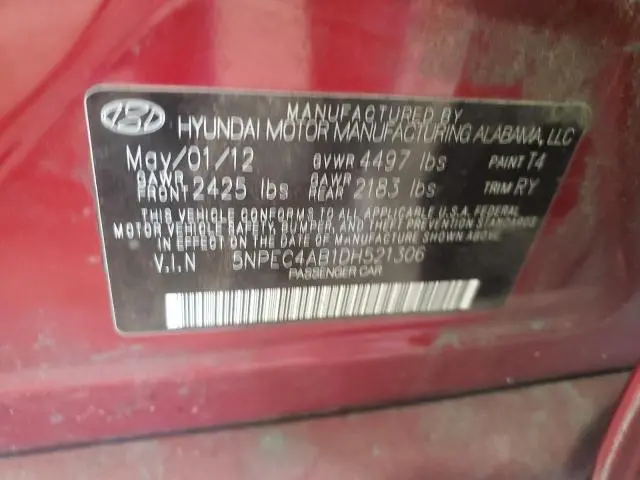 MANUFACTURED BY
HYUNDAI MOTOR MANUFACTURING ALABAMA, LLC
May/01/12 GVWR 4497 lbs PAINT T4
GAWR FRONT 2425 lbs GAWR REAR 2183 lbs TRIM RY
THIS VEHICLE CONFORMS TO ALL APPLICABLE U.S.A. FEDERAL
MOTOR VEHICLE SAFETY, BUMPER, AND THEFT PREVENTION STANDARDS
IN EFFECT ON THE DATE OF MANUFACTURE SHOWN ABOVE.
V.I.N 5NPEC4AB1DH521306
PASSENGER CAR